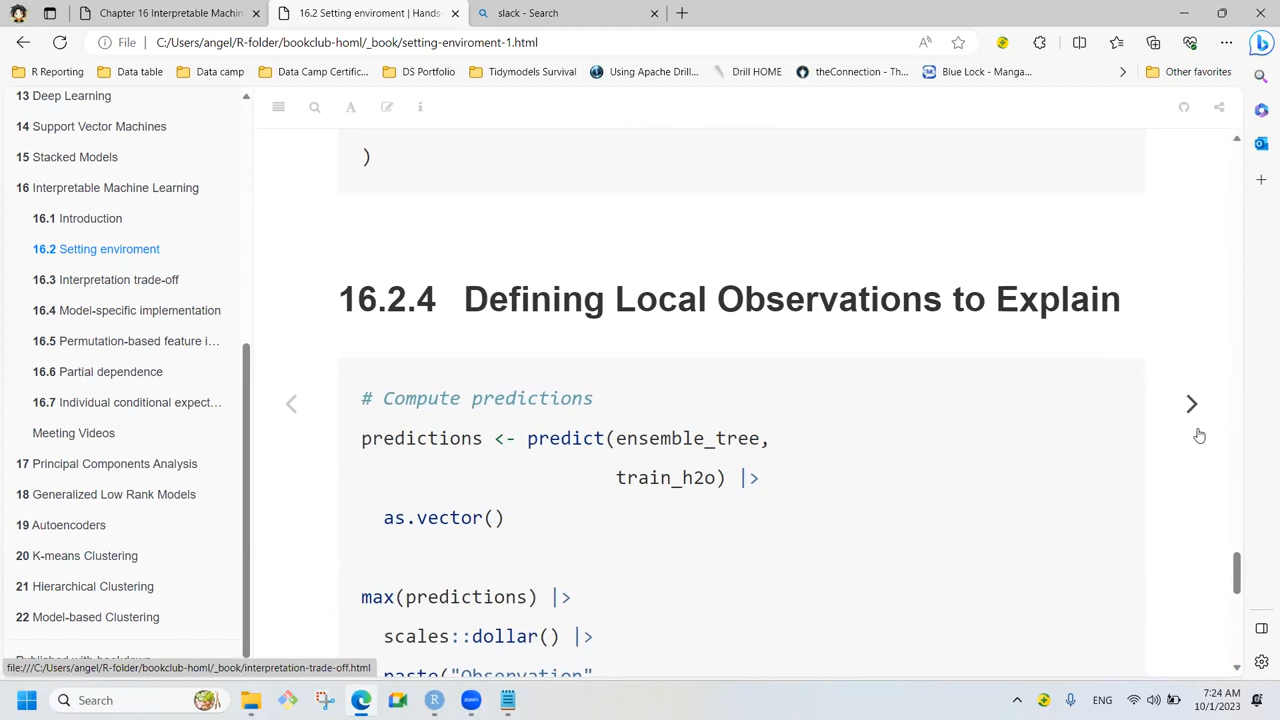 Chapter 16 Interpretable Machin
16.2 Setting enviroment | Hands-
slack - Search
File
C:/Users/angel/R-folder/bookclub-homl/_book/setting-enviroment-1.html
R Reporting
Data table
Data camp
Data Camp Certific...
DS Portfolio
Tidymodels Survival
Using Apache Drill...
Drill HOME
theConnection - Th...
Blue Lock - Manga...
Other favorites
13 Deep Learning
14 Support Vector Machines
15 Stacked Models
16 Interpretable Machine Learning
16.1 Introduction
16.2 Setting enviroment
16.3 Interpretation trade-off
16.4 Model-specific implementation
16.5 Permutation-based feature i...
16.6 Partial dependence
16.7 Individual conditional expect...
Meeting Videos
17 Principal Components Analysis
18 Generalized Low Rank Models
19 Autoencoders
20 K-means Clustering
21 Hierarchical Clustering
22 Model-based Clustering
Published with bookdown
file:///C:/Users/angel/R-folder/bookclub-homl/_book/interpretation-trade-off.html
)
16.2.4 Defining Local Observations to Explain
# Compute predictions
predictions <- predict(ensemble_tree,
train_h2o) |>
as.vector()
max(predictions) |>
scales::dollar() |>
paste("Observation",
Search
ENG
7:24 AM
10/1/2023